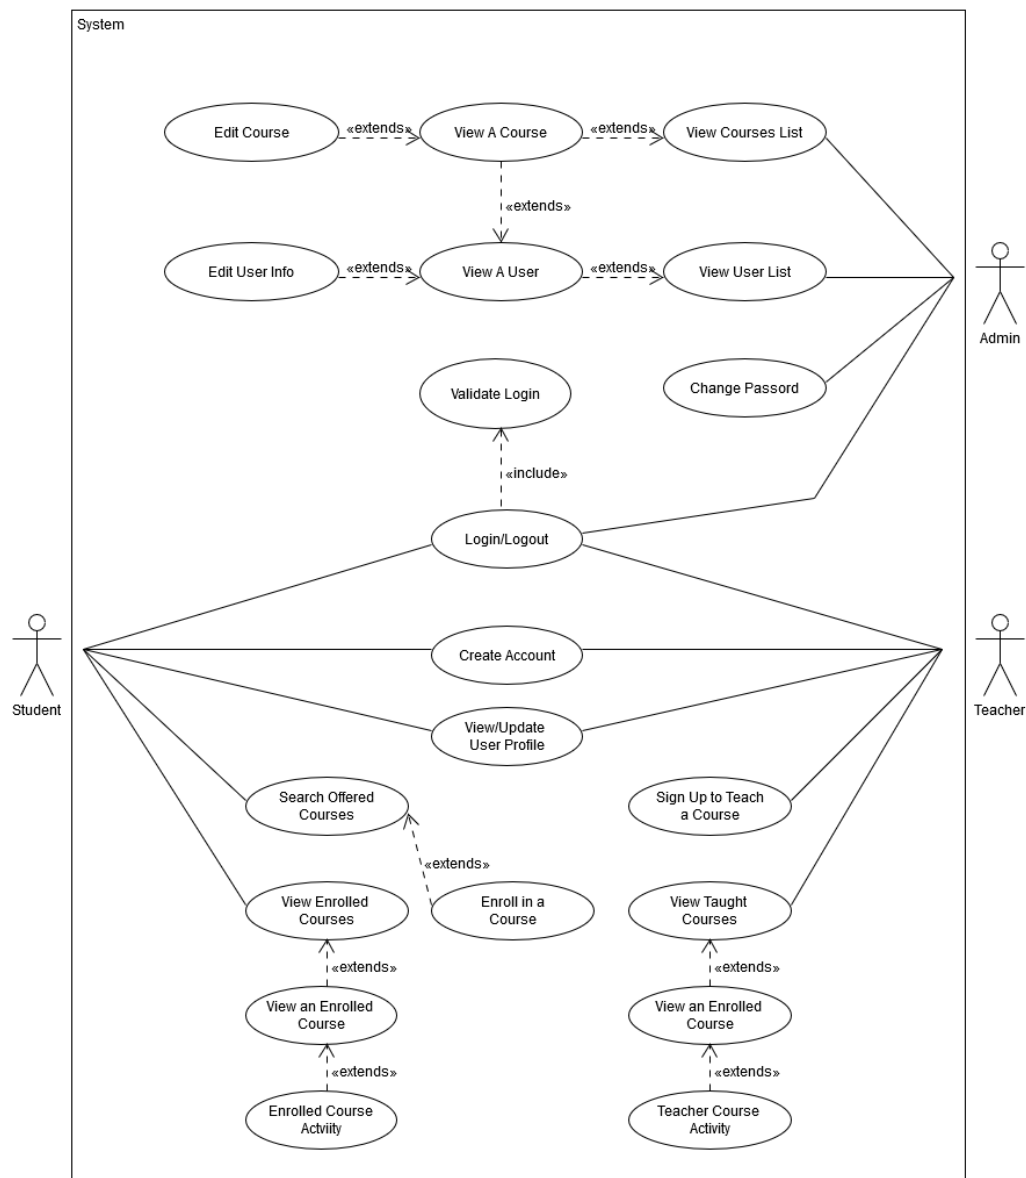 System
Edit Course
«extends»
View A Course
«extends»
View Courses List
«extends»
Edit User Info
«extends»
View A User
«extends»
View User List
Admin
Validate Login
Change Passord
«include»
Login/Logout
Student
Create Account
Teacher
View/Update
User Profile
Search Offered
Courses
Sign Up to Teach
a Course
«extends»
View Enrolled
Courses
Enroll in a
Course
View Taught
Courses
«extends»
«extends»
View an Enrolled
Course
View an Enrolled
Course
«extends»
«extends»
Enrolled Course
Actviity
Teacher Course
Activity